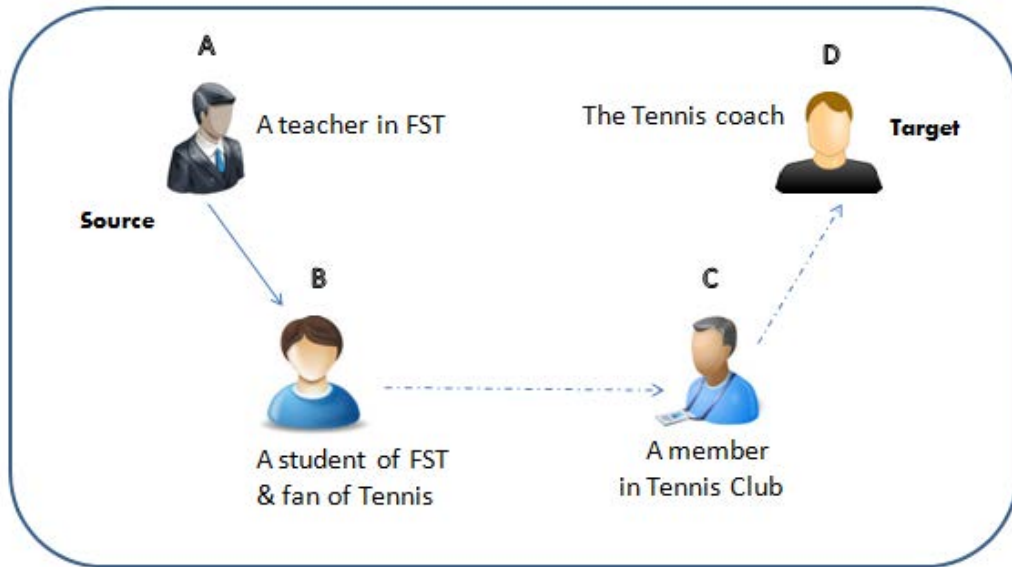 A
A teacher in FST
Source
D
The Tennis coach
Target
B
A student of FST
& fan of Tennis
C
A member
in Tennis Club